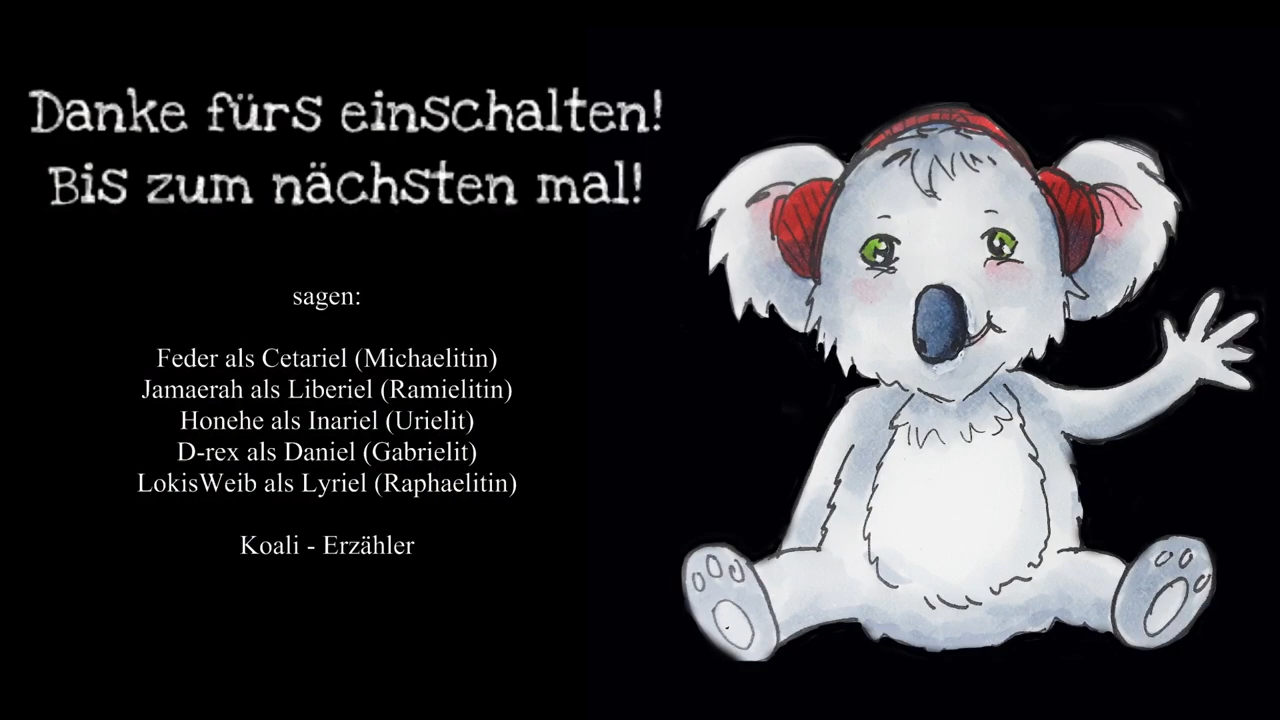 Danke fürs einschalten!
Bis zum nächsten mal!
sagen:
Feder als Cetariel (Michaelitin)
Jamaerah als Liberiel (Ramielitin)
Honehe als Inariel (Urielit)
D-rex als Daniel (Gabrielit)
LokisWeib als Lyriel (Raphaelitin)
Koali - Erzähler